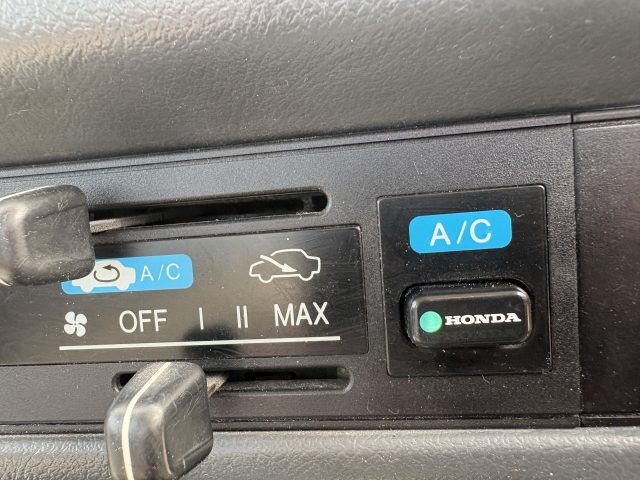 A/C
A/C
OFF I II MAX
HONDA